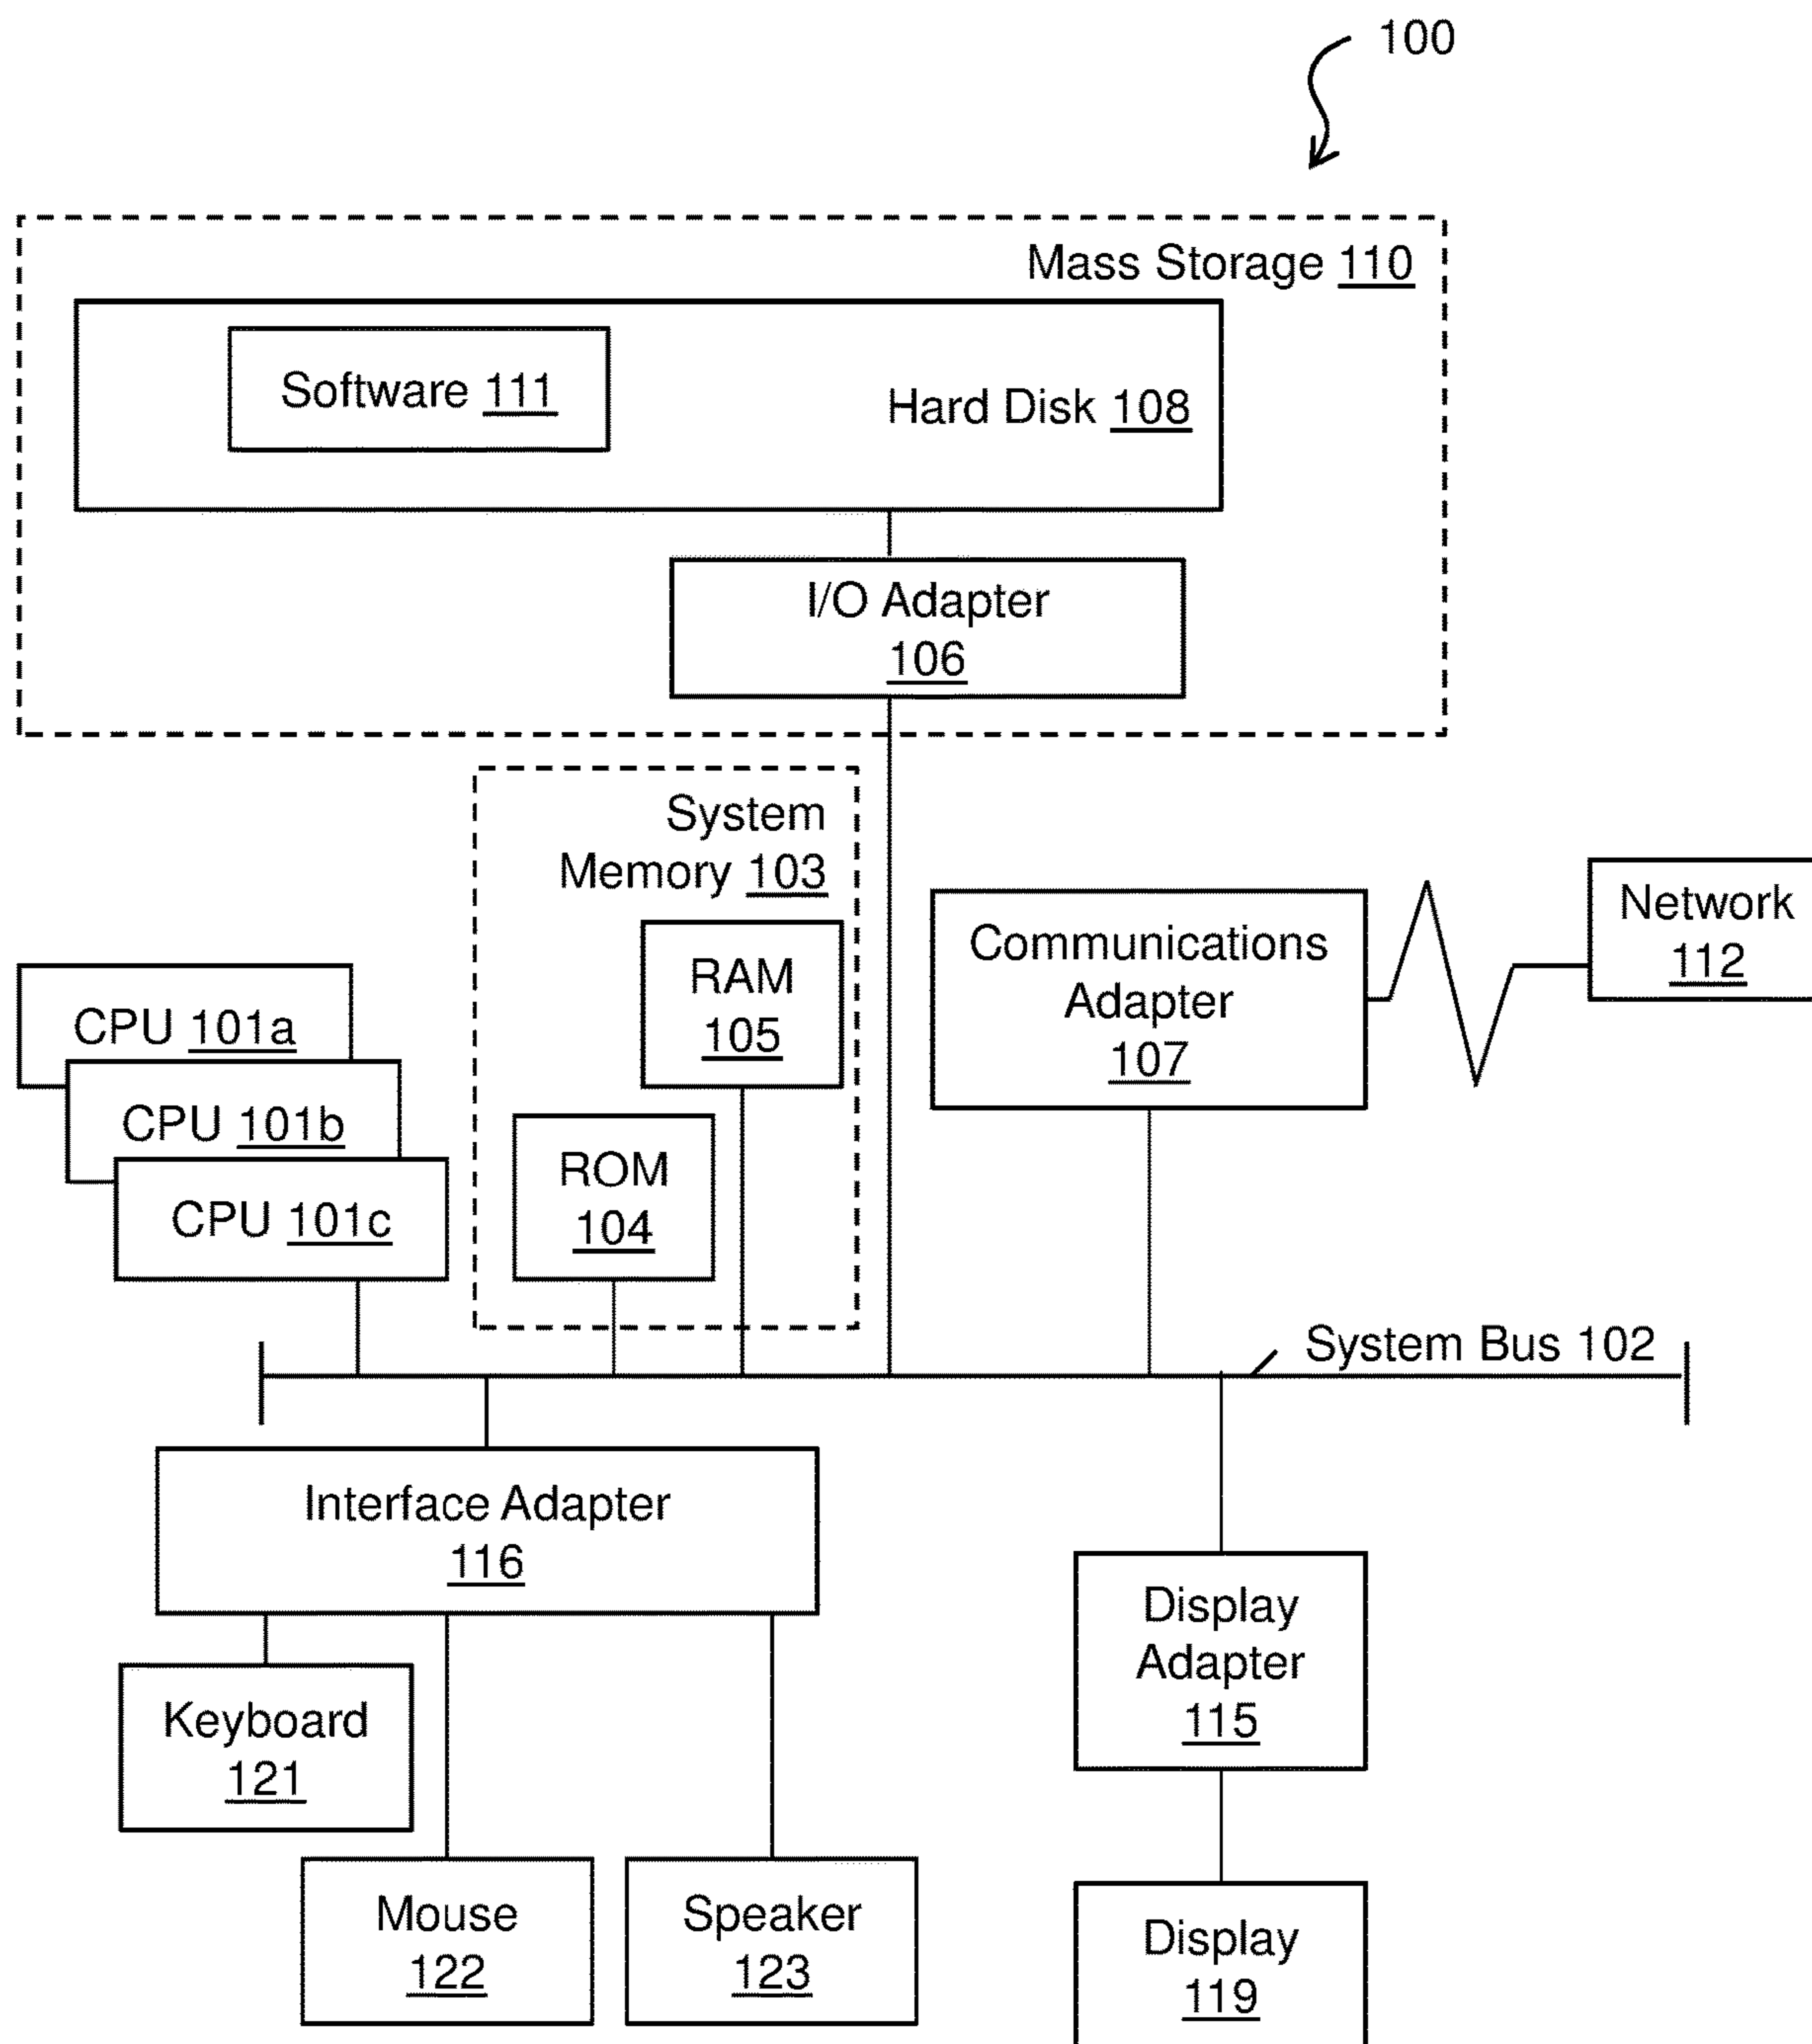 100
Mass Storage 110
Software 111
Hard Disk 108
I/O Adapter
106
System
Memory 103
RAM
105
ROM
104
Communications
Adapter
107
Network
112
CPU 101a
CPU 101b
CPU 101c
System Bus 102
Interface Adapter
116
Keyboard
121
Mouse
122
Speaker
123
Display
Adapter
115
Display
119